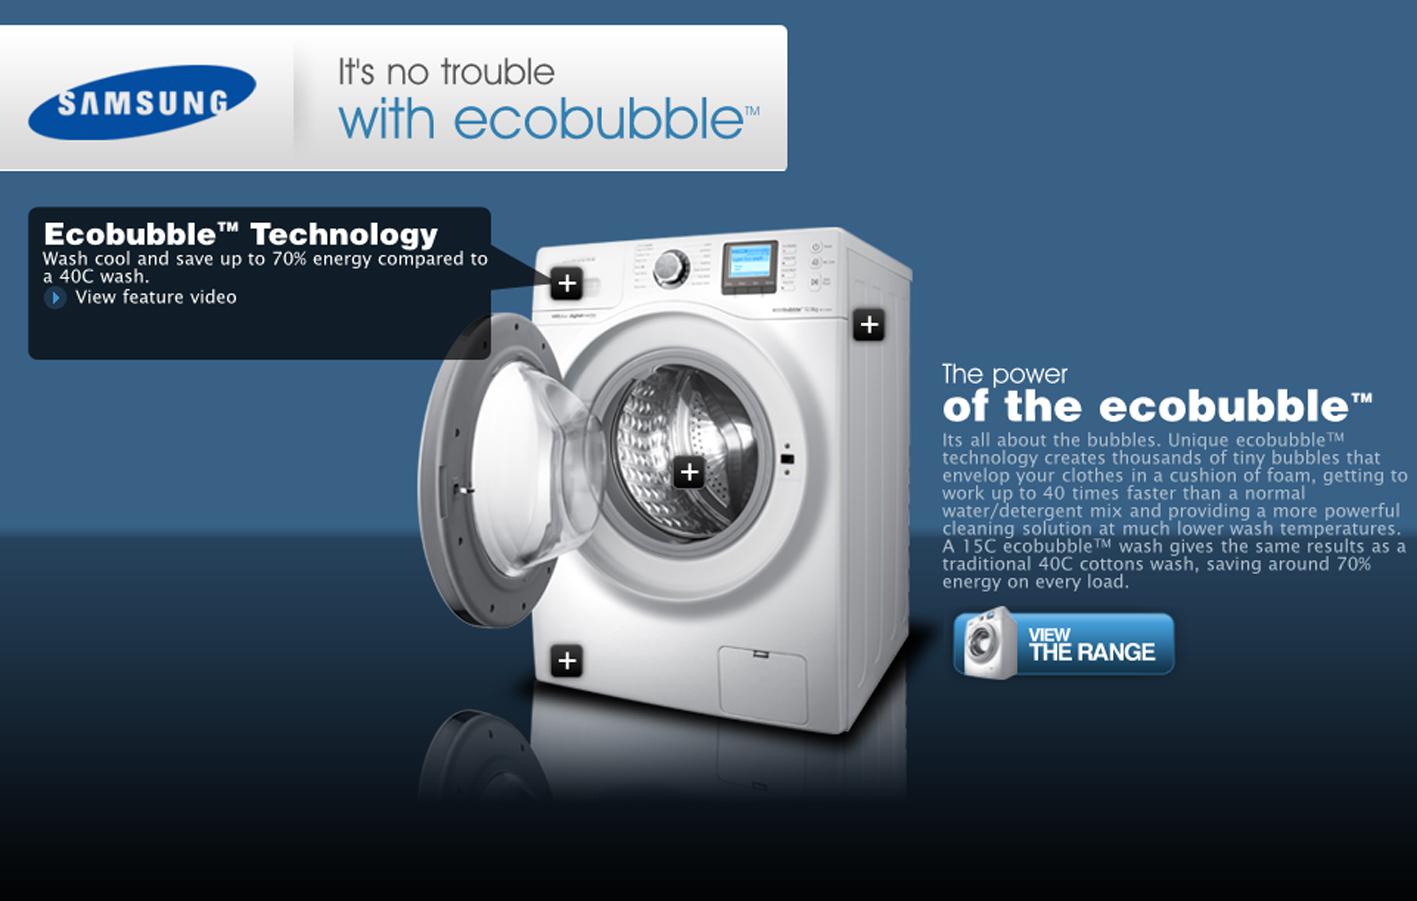 SAMSUNG
It's no trouble
with ecobubble™
Ecobubble™ Technology
Wash cool and save up to 70% energy compared to
a 40C wash.
View feature video
The power
of the ecobubble™
Its all about the bubbles. Unique ecobubble™
technology creates thousands of tiny bubbles that
envelop your clothes in a cushion of foam, getting to
work up to 40 times faster than a normal
water/detergent mix and providing a more powerful
cleaning solution at much lower wash temperatures.
A 15C ecobubble™ wash gives the same results as a
traditional 40C cottons wash, saving around 70%
energy on every load.
VIEW
THE RANGE
SAMSUNG
ecobubble™